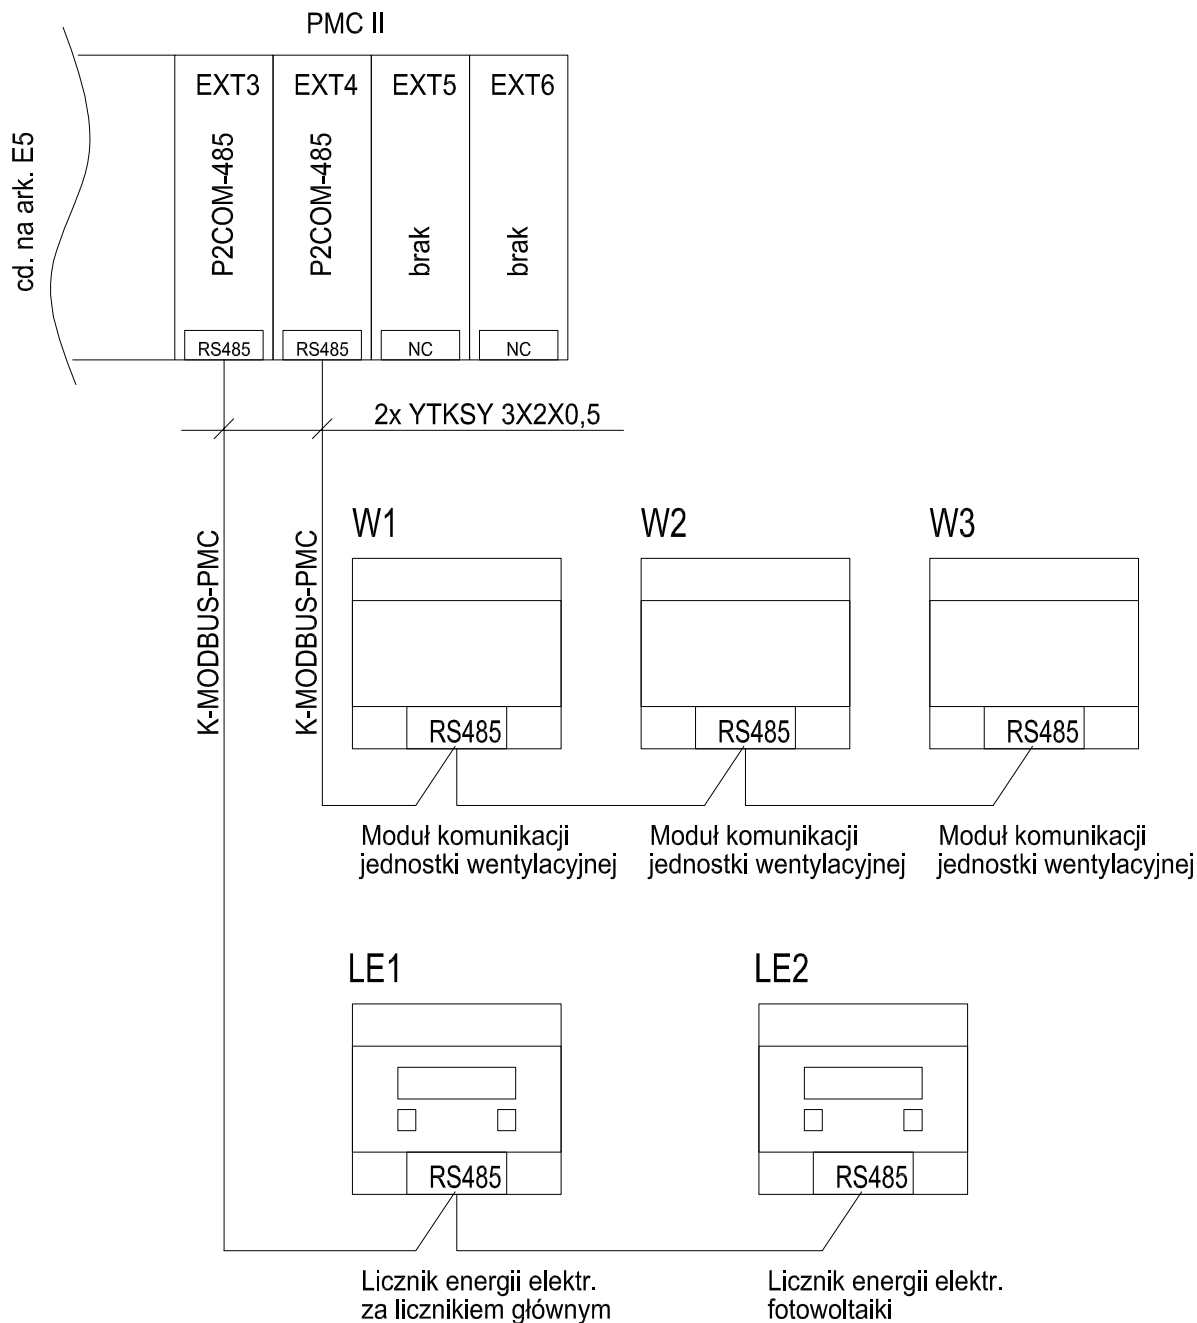 PMC II
cd. na ark. E5
EXT3
EXT4
EXT5
EXT6
P2COM-485
P2COM-485
brak
brak
RS485
RS485
NC
NC
2x YTKSY 3X2X0,5
K-MODBUS-PMC
K-MODBUS-PMC
W1
W2
W3
RS485
RS485
RS485
Moduł komunikacji
jednostki wentylacyjnej
Moduł komunikacji
jednostki wentylacyjnej
Moduł komunikacji
jednostki wentylacyjnej
LE1
LE2
RS485
RS485
Licznik energii elektr.
za licznikiem głównym
Licznik energii elektr.
fotowoltaiki